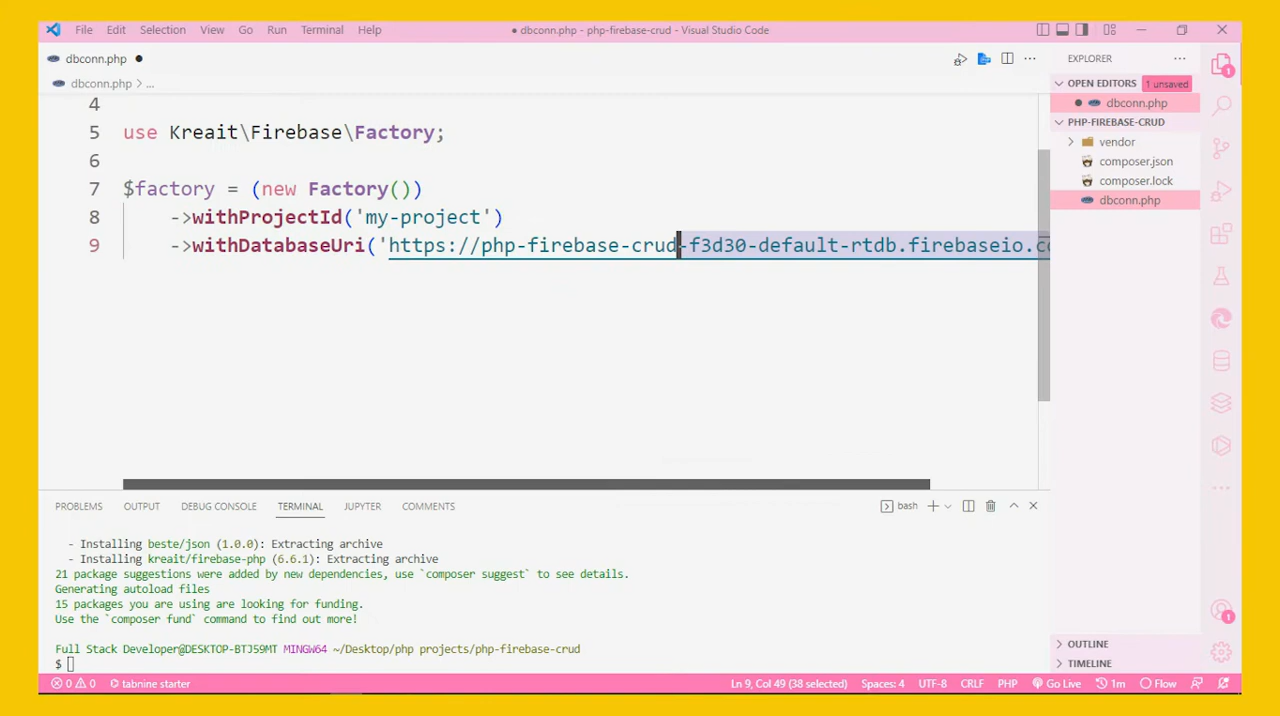 File Edit Selection View Go Run Terminal Help
● dbconn.php - php-firebase-crud - Visual Studio Code
dbconn.php ●
dbconn.php > ...
4
5 use Kreait\Firebase\Factory;
6
7 $factory = (new Factory())
8 ->withProjectId('my-project')
9 ->withDatabaseUri('https://php-firebase-crud-f3d30-default-rtdb.firebaseio.co
EXPLORER ...
OPEN EDITORS 1 unsaved
● dbconn.php
PHP-FIREBASE-CRUD
vendor
composer.json
composer.lock
dbconn.php
OUTLINE
TIMELINE
1
1
PROBLEMS OUTPUT DEBUG CONSOLE TERMINAL JUPYTER COMMENTS
bash
- Installing beste/json (1.0.0): Extracting archive
- Installing kreait/firebase-php (6.6.1): Extracting archive
21 package suggestions were added by new dependencies, use `composer suggest` to see details.
Generating autoload files
15 packages you are using are looking for funding.
Use the `composer fund` command to find out more!
Full Stack Developer@DESKTOP-BTJ59MT MINGW64 ~/Desktop/php projects/php-firebase-crud
$
0 0 tabnine starter Ln 9, Col 49 (38 selected) Spaces: 4 UTF-8 CRLF PHP Go Live 1m Flow